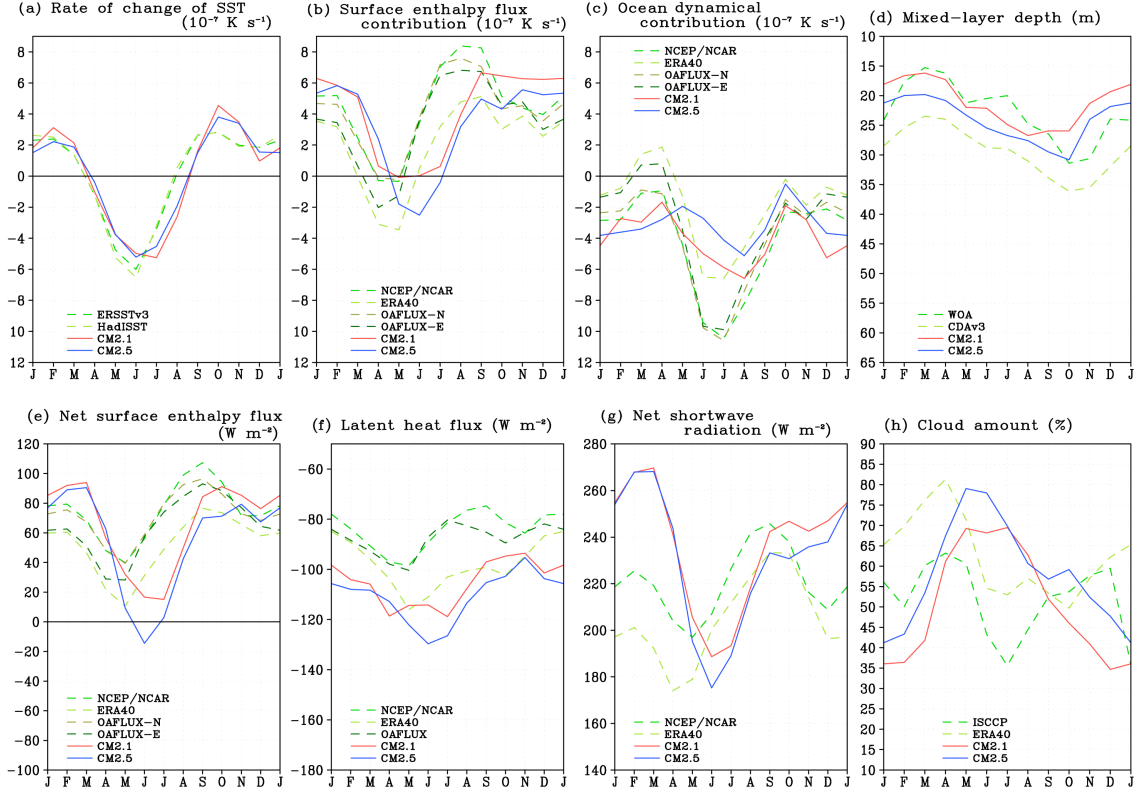 (a) Rate of change of SST
(10⁻⁷ K s⁻¹)
8
6
4
2
0
−2
−4
−6
−8
10
12
ERSSTv3
HadISST
CM2.1
CM2.5
J F M A M J J A S O N D J
(b) Surface enthalpy flux
contribution (10⁻⁷ K s⁻¹)
8
6
4
2
0
−2
−4
−6
−8
10
12
NCEP/NCAR
ERA40
OAFLUX−N
OAFLUX−E
CM2.1
CM2.5
J F M A M J J A S O N D J
(c) Ocean dynamical
contribution (10⁻⁷ K s⁻¹)
8
6
4
2
0
−2
−4
−6
−8
10
12
NCEP/NCAR
ERA40
OAFLUX−N
OAFLUX−E
CM2.1
CM2.5
J F M A M J J A S O N D J
(d) Mixed−layer depth (m)
10
15
20
25
30
35
40
45
50
55
60
65
WOA
CDAv3
CM2.1
CM2.5
J F M A M J J A S O N D J
(e) Net surface enthalpy flux
(W m⁻²)
120
100
80
60
40
20
0
−20
−40
−60
−80
−100
NCEP/NCAR
ERA40
OAFLUX−N
OAFLUX−E
CM2.1
CM2.5
J F M A M J J A S O N D J
(f) Latent heat flux (W m⁻²)
−60
−80
−100
−120
−140
−160
−180
NCEP/NCAR
ERA40
OAFLUX
CM2.1
CM2.5
J F M A M J J A S O N D J
(g) Net shortwave
radiation (W m⁻²)
280
260
240
220
200
180
160
140
NCEP/NCAR
ERA40
CM2.1
CM2.5
J F M A M J J A S O N D J
(h) Cloud amount (%)
90
85
80
75
70
65
60
55
50
45
40
35
30
25
20
15
10
ISCCP
ERA40
CM2.1
CM2.5
J F M A M J J A S O N D J